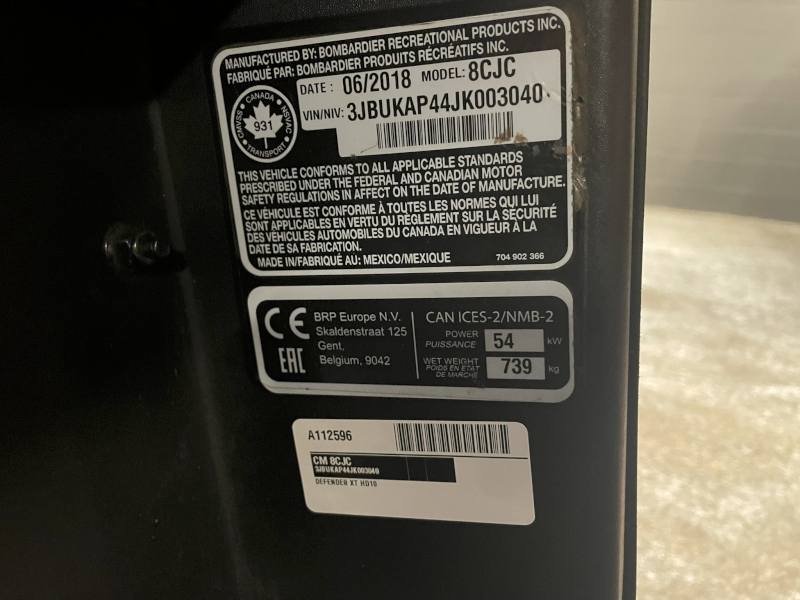 MANUFACTURED BY: BOMBARDIER RECREATIONAL PRODUCTS INC.
FABRIQUÉ PAR: BOMBARDIER PRODUITS RÉCRÉATIFS INC.
DATE : 06/2018 MODEL: 8CJC
VIN/NIV: 3JBUKAP44JK003040
CANADA
CMVSS NSVAC
931
TRANSPORT
THIS VEHICLE CONFORMS TO ALL APPLICABLE STANDARDS
PRESCRIBED UNDER THE FEDERAL AND CANADIAN MOTOR
SAFETY REGULATIONS IN AFFECT ON THE DATE OF MANUFACTURE.
CE VÉHICULE EST CONFORME À TOUTES LES NORMES QUI LUI
SONT APPLICABLES EN VERTU DU RÈGLEMENT SUR LA SÉCURITÉ
DES VÉHICULES AUTOMOBILES DU CANADA EN VIGUEUR À LA
DATE DE SA FABRICATION.
MADE IN/FABRIQUÉ AU: MEXICO/MEXIQUE 704 902 366
CE EAC
BRP Europe N.V.
Skaldenstraat 125
Gent,
Belgium, 9042
CAN ICES-2/NMB-2
POWER
PUISSANCE 54 kW
WET WEIGHT
POIDS EN ÉTAT
DE MARCHE 739 kg
A112596
CM 8CJC
3JBUKAP44JK003040
DEFENDER XT HD10